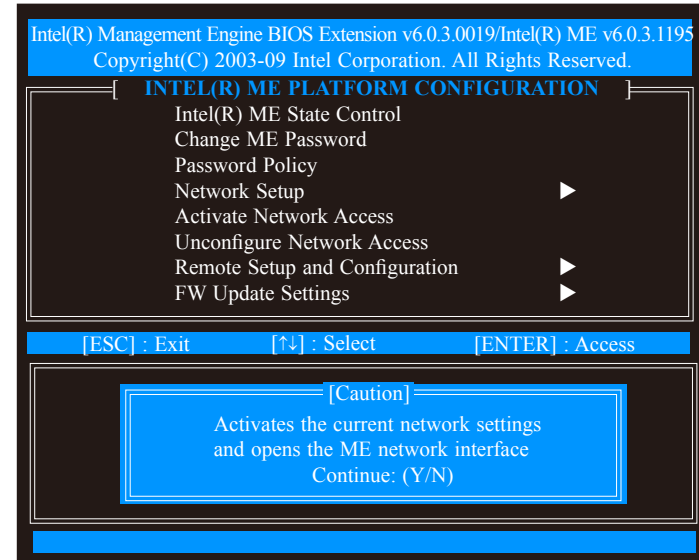 Intel(R) Management Engine BIOS Extension v6.0.3.0019/Intel(R) ME v6.0.3.1195
Copyright(C) 2003-09 Intel Corporation. All Rights Reserved.
[ INTEL(R) ME PLATFORM CONFIGURATION ]
Intel(R) ME State Control
Change ME Password
Password Policy
Network Setup ▶
Activate Network Access
Unconfigure Network Access
Remote Setup and Configuration ▶
FW Update Settings ▶
[ESC] : Exit [↑↓] : Select [ENTER] : Access
[Caution]
Activates the current network settings
and opens the ME network interface
Continue: (Y/N)